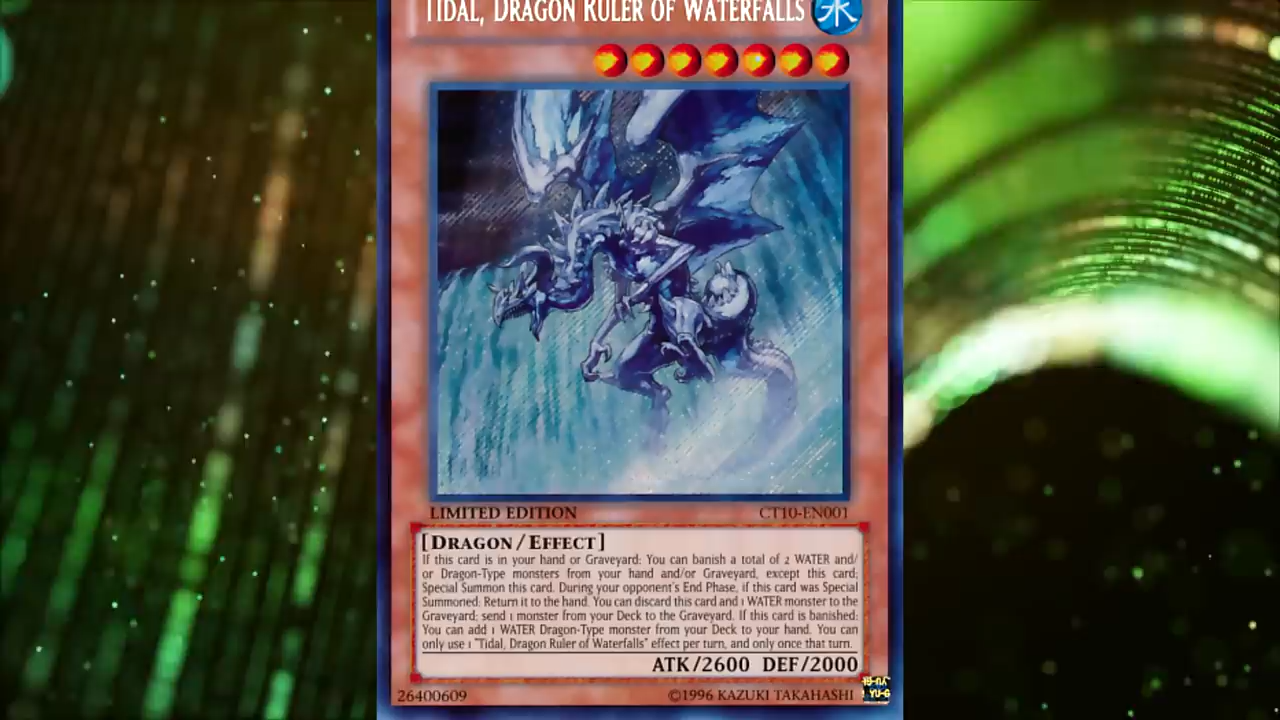 TIDAL, DRAGON RULER OF WATERFALLS
水
LIMITED EDITION CT10-EN001
[DRAGON/EFFECT]
If this card is in your hand or Graveyard: You can banish a total of 2 WATER and/
or Dragon-Type monsters from your hand and/or Graveyard, except this card;
Special Summon this card. During your opponent's End Phase, if this card was Special
Summoned: Return it to the hand. You can discard this card and 1 WATER monster to the
Graveyard; send 1 monster from your Deck to the Graveyard. If this card is banished:
You can add 1 WATER Dragon-Type monster from your Deck to your hand. You can
only use 1 "Tidal, Dragon Ruler of Waterfalls" effect per turn, and only once that turn.
ATK/2600 DEF/2000
26400609 ©1996 KAZUKI TAKAHASHI